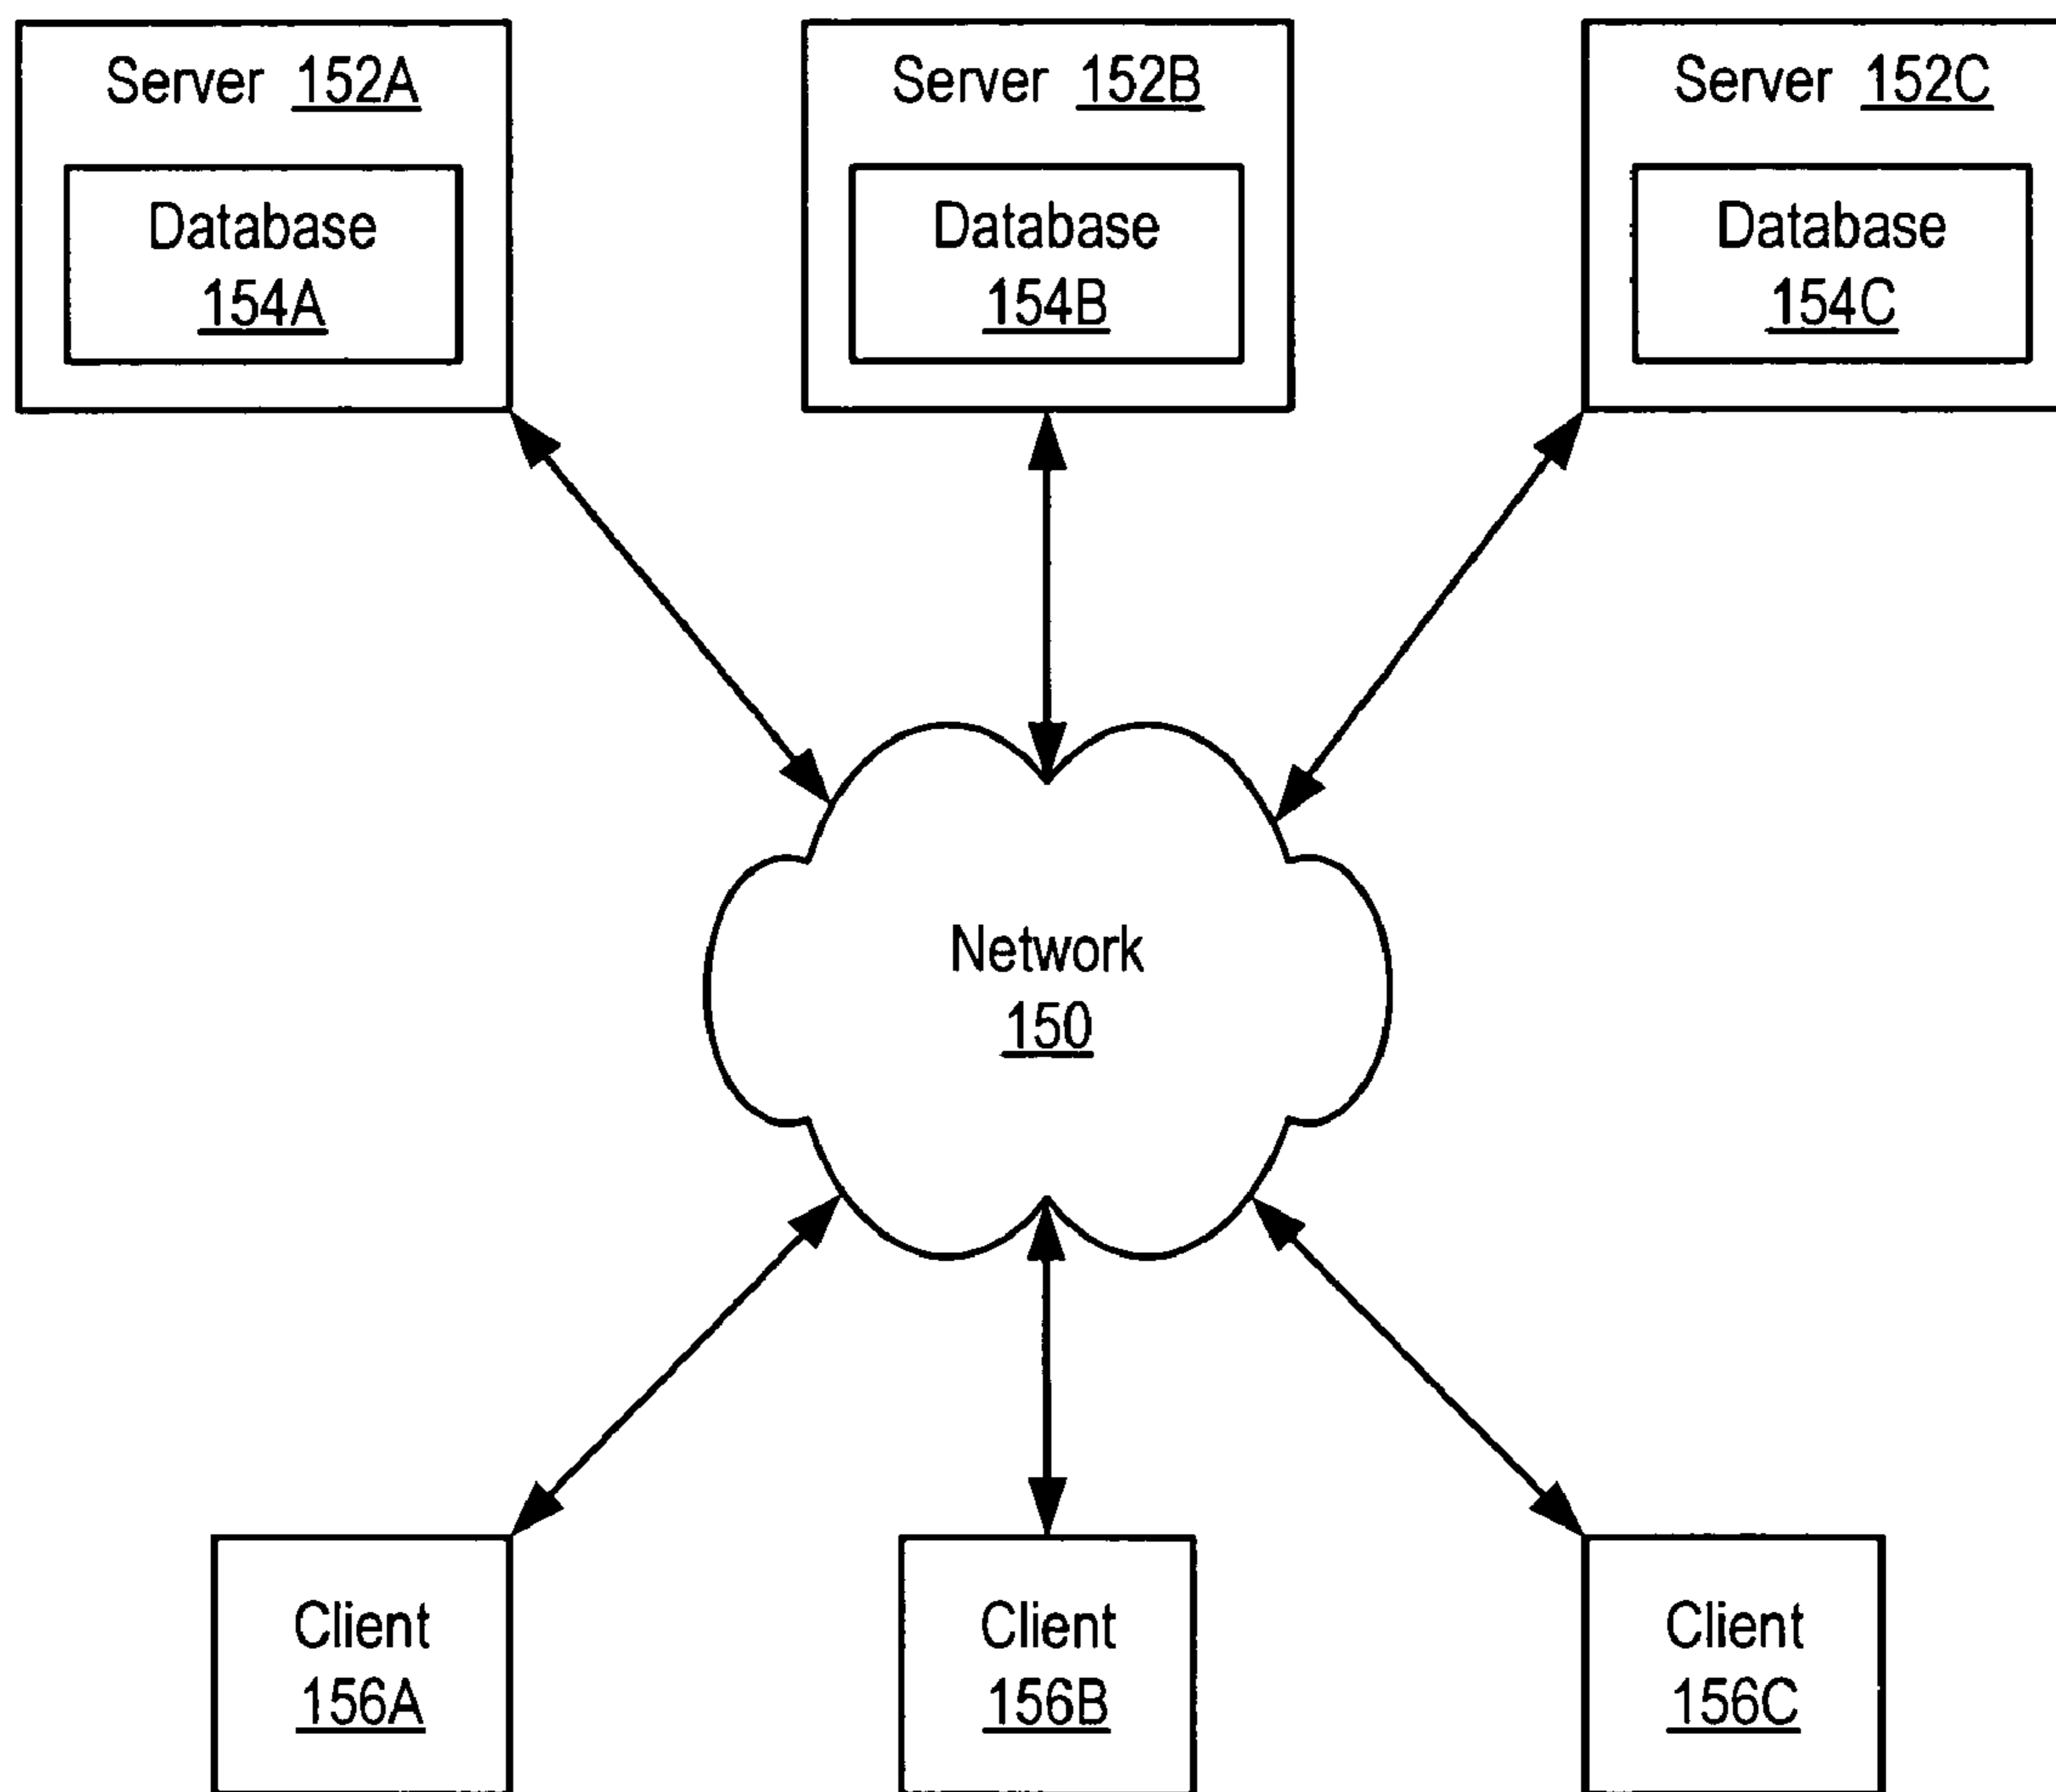 Server 152A
Database
154A
Server 152B
Database
154B
Server 152C
Database
154C
Network
150
Client
156A
Client
156B
Client
156C